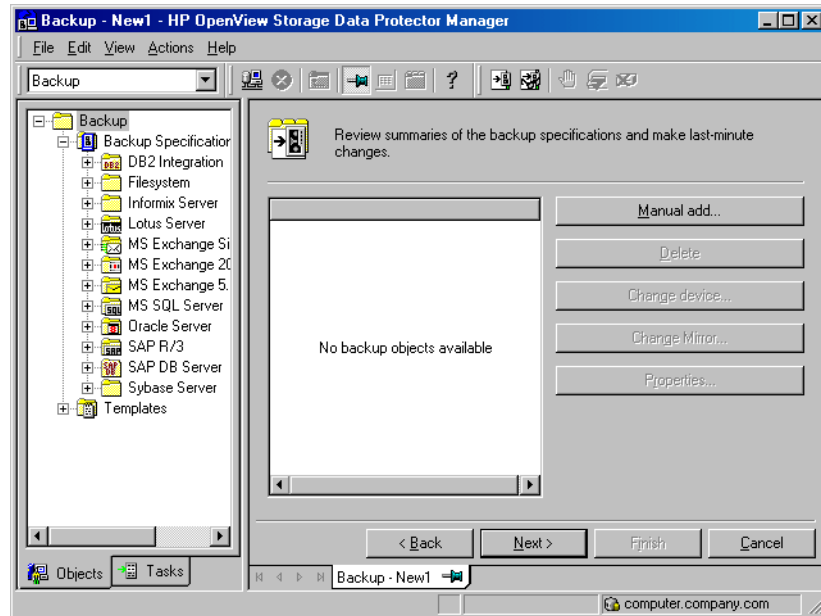 Backup - New1 - HP OpenView Storage Data Protector Manager
File Edit View Actions Help
Backup
Backup
Backup Specification
DB2 Integration
Filesystem
Informix Server
Lotus Server
MS Exchange Si
MS Exchange 20
MS Exchange 5.
MS SQL Server
Oracle Server
SAP R/3
SAP DB Server
Sybase Server
Templates
Objects
Tasks
Review summaries of the backup specifications and make last-minute
changes.
No backup objects available
Manual add...
Delete
Change device...
Change Mirror...
Properties...
< Back
Next >
Finish
Cancel
Backup - New1
computer.company.com